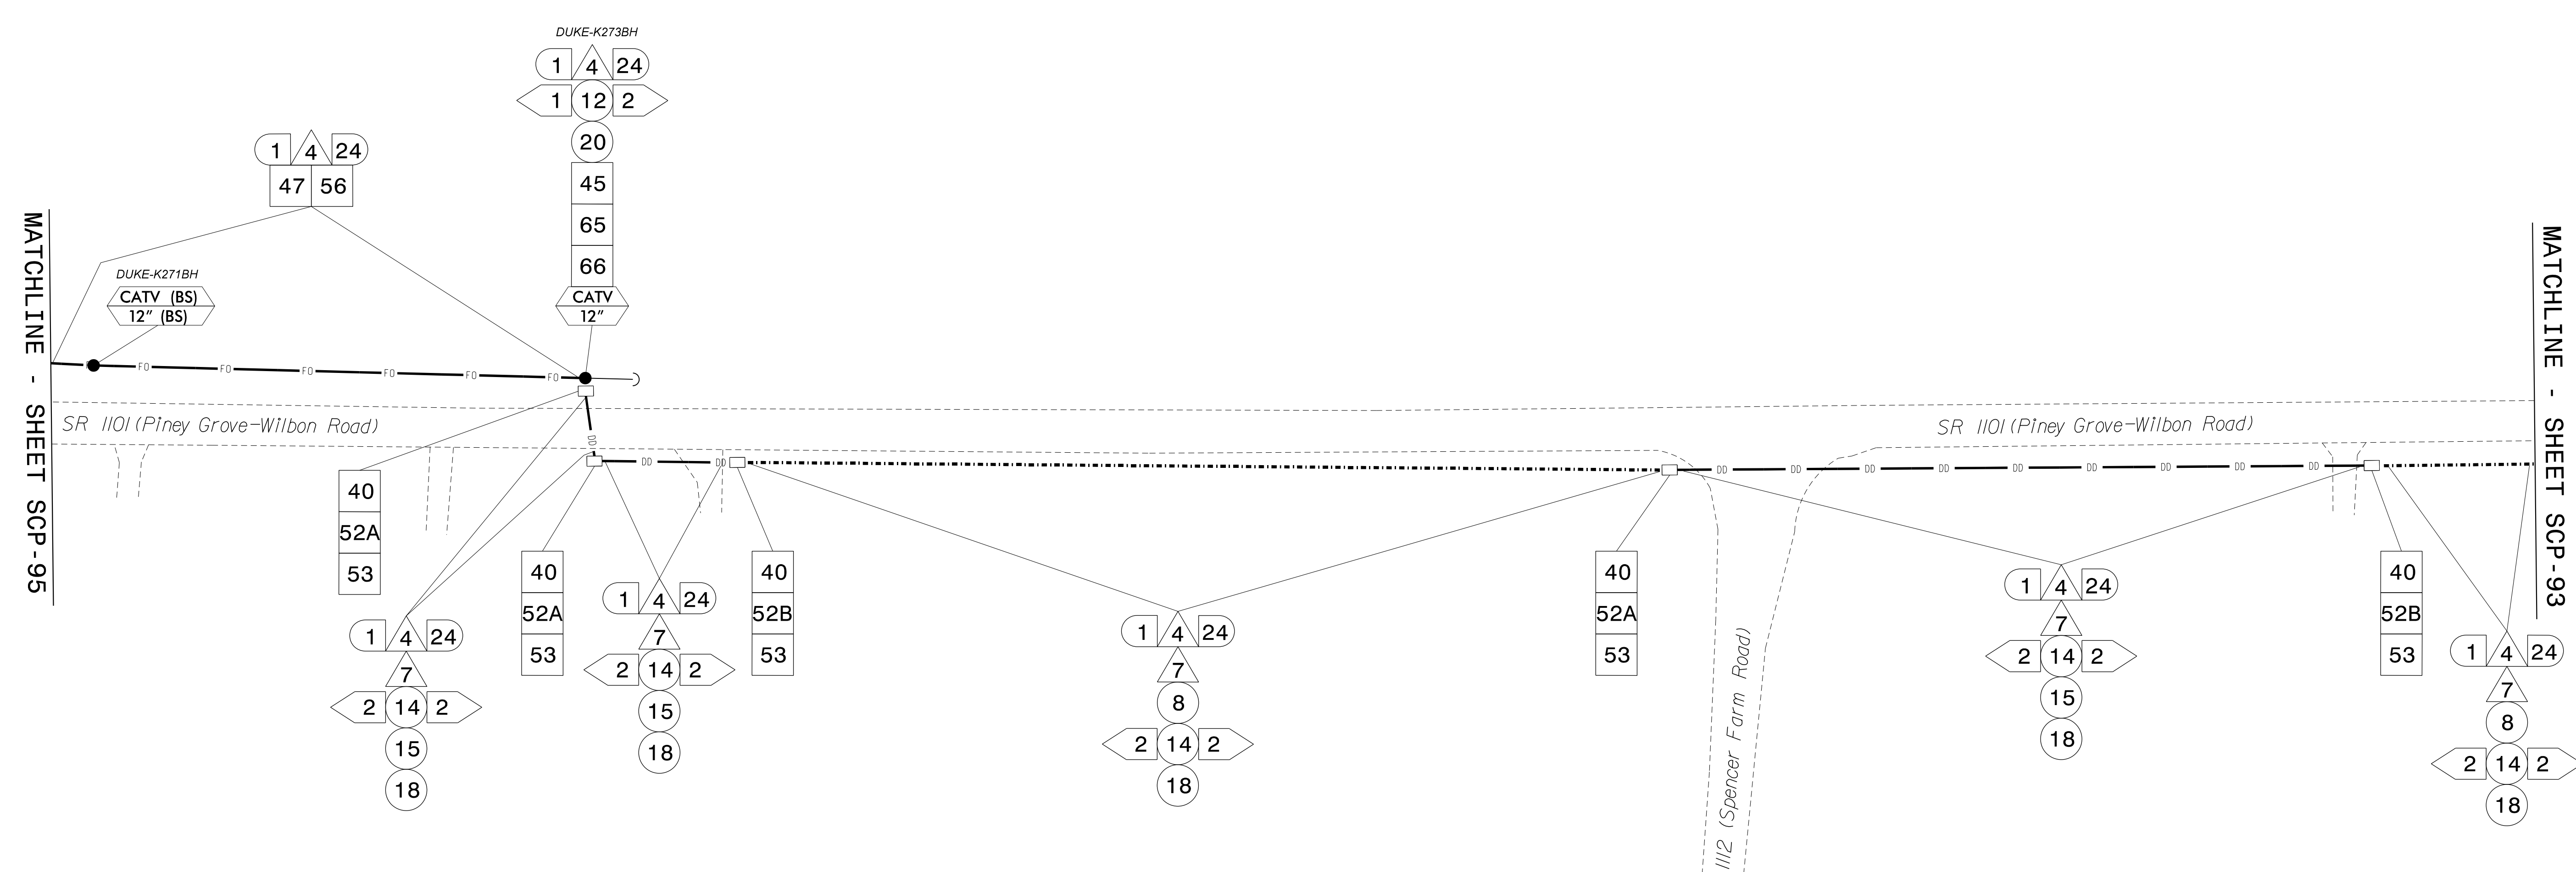 DUKE-K273BH
1 4 24
1 12 2
20
45
65
66
CATV
12"
1 4 24
47 56
DUKE-K271BH
CATV (BS)
12" (BS)
MATCHLINE - SHEET SCP-95
MATCHLINE - SHEET SCP-93
FO FO FO FO FO FO
SR 1101 (Piney Grove-Wilbon Road)
SR 1101 (Piney Grove-Wilbon Road)
DD
DD DD
DD DD DD DD DD DD DD DD DD
40
52A
53
1 4 24
7
2 14 2
15
18
40
52A
53
1 4 24
7
2 14 2
15
18
40
52B
53
1 4 24
7
8
2 14 2
18
40
52A
53
1112 (Spencer Farm Road)
1 4 24
7
2 14 2
15
18
40
52B
53
1 4 24
7
8
2 14 2
18